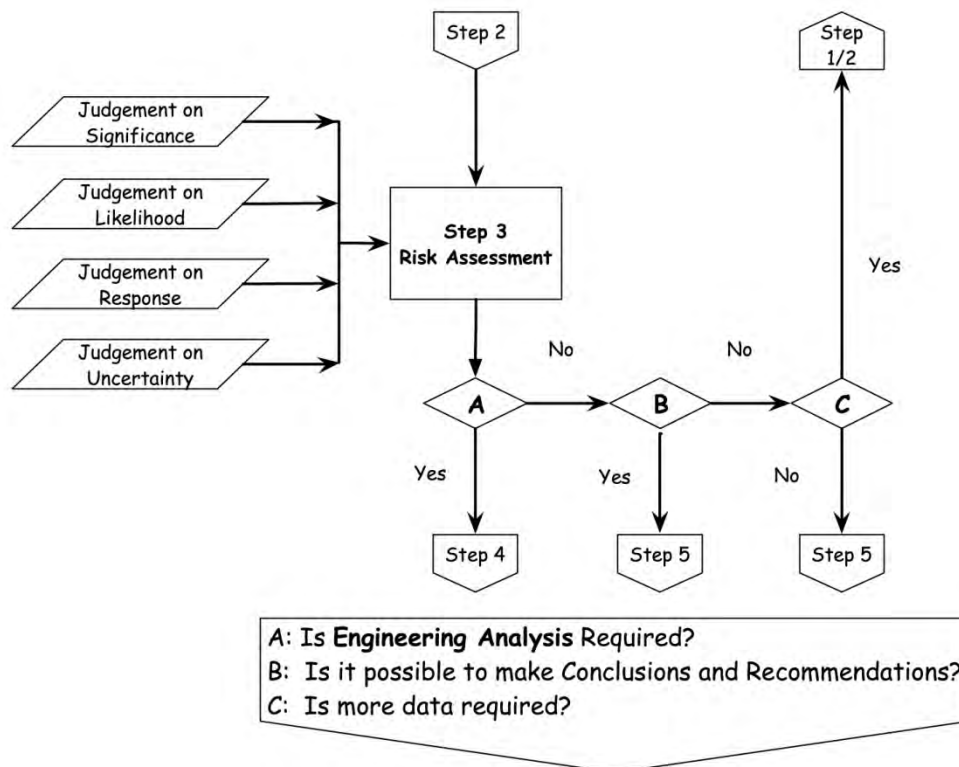 Step 2
Step
1/2
Judgement on
Significance
Judgement on
Likelihood
Step 3
Risk Assessment
Yes
Judgement on
Response
Judgement on
Uncertainty
No
No
A
B
C
Yes
Yes
No
Step 4
Step 5
Step 5
A: Is Engineering Analysis Required?
B: Is it possible to make Conclusions and Recommendations?
C: Is more data required?